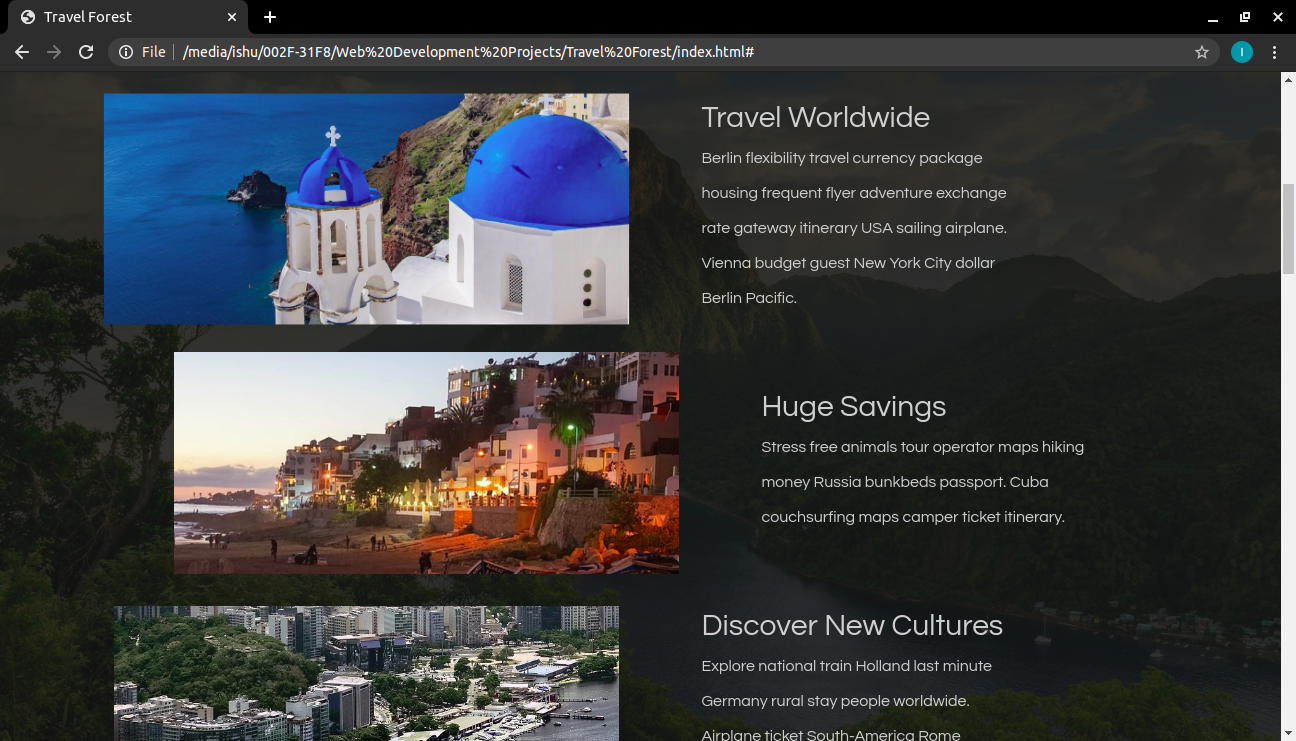 Travel Forest
File /media/ishu/002F-31F8/Web%20Development%20Projects/Travel%20Forest/index.html#
I
Travel Worldwide
Berlin flexibility travel currency package
housing frequent flyer adventure exchange
rate gateway itinerary USA sailing airplane.
Vienna budget guest New York City dollar
Berlin Pacific.
Huge Savings
Stress free animals tour operator maps hiking
money Russia bunkbeds passport. Cuba
couchsurfing maps camper ticket itinerary.
Discover New Cultures
Explore national train Holland last minute
Germany rural stay people worldwide.
Airplane ticket South-America Rome